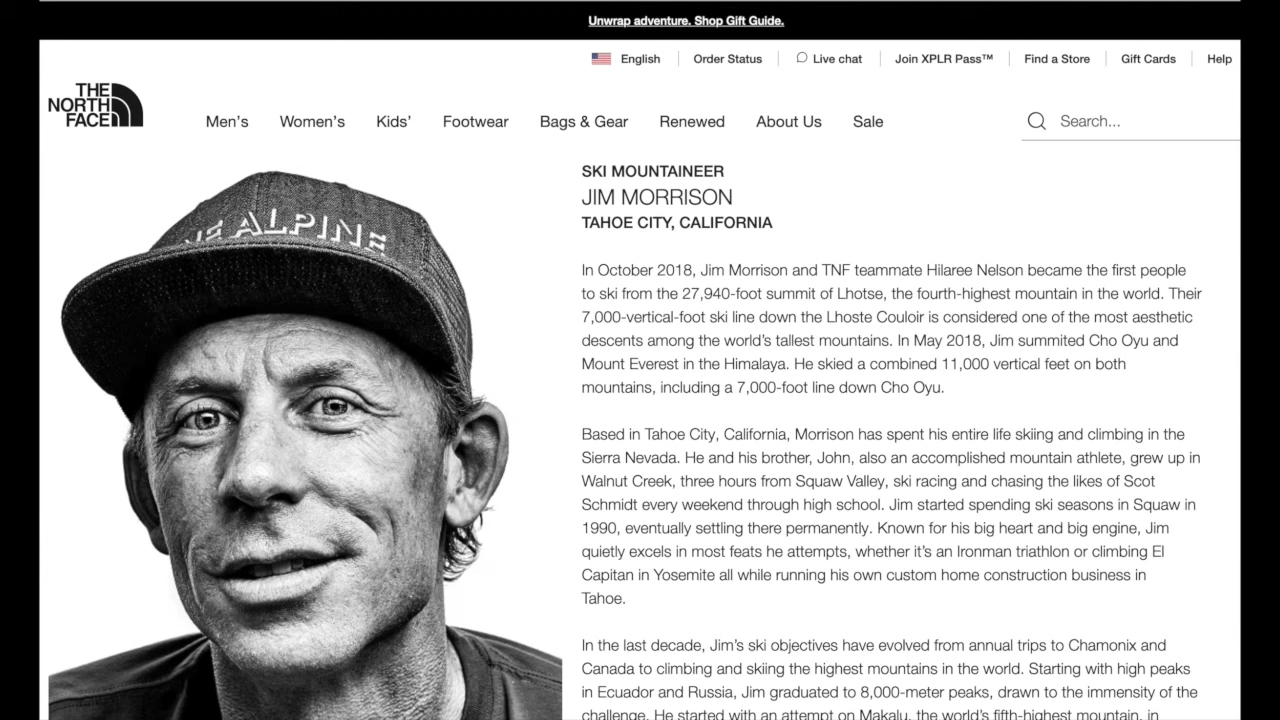 Unwrap adventure. Shop Gift Guide.
English
Order Status
Live chat
Join XPLR Pass™
Find a Store
Gift Cards
Help
THE
NORTH
FACE
Men's
Women's
Kids'
Footwear
Bags & Gear
Renewed
About Us
Sale
Search...
ALPINE
SKI MOUNTAINEER
JIM MORRISON
TAHOE CITY, CALIFORNIA
In October 2018, Jim Morrison and TNF teammate Hilaree Nelson became the first people
to ski from the 27,940-foot summit of Lhotse, the fourth-highest mountain in the world. Their
7,000-vertical-foot ski line down the Lhoste Couloir is considered one of the most aesthetic
descents among the world's tallest mountains. In May 2018, Jim summited Cho Oyu and
Mount Everest in the Himalaya. He skied a combined 11,000 vertical feet on both
mountains, including a 7,000-foot line down Cho Oyu.
Based in Tahoe City, California, Morrison has spent his entire life skiing and climbing in the
Sierra Nevada. He and his brother, John, also an accomplished mountain athlete, grew up in
Walnut Creek, three hours from Squaw Valley, ski racing and chasing the likes of Scot
Schmidt every weekend through high school. Jim started spending ski seasons in Squaw in
1990, eventually settling there permanently. Known for his big heart and big engine, Jim
quietly excels in most feats he attempts, whether it's an Ironman triathlon or climbing El
Capitan in Yosemite all while running his own custom home construction business in
Tahoe.
In the last decade, Jim's ski objectives have evolved from annual trips to Chamonix and
Canada to climbing and skiing the highest mountains in the world. Starting with high peaks
in Ecuador and Russia, Jim graduated to 8,000-meter peaks, drawn to the immensity of the
challenge. He started with an attempt on Makalu, the world's fifth-highest mountain, in